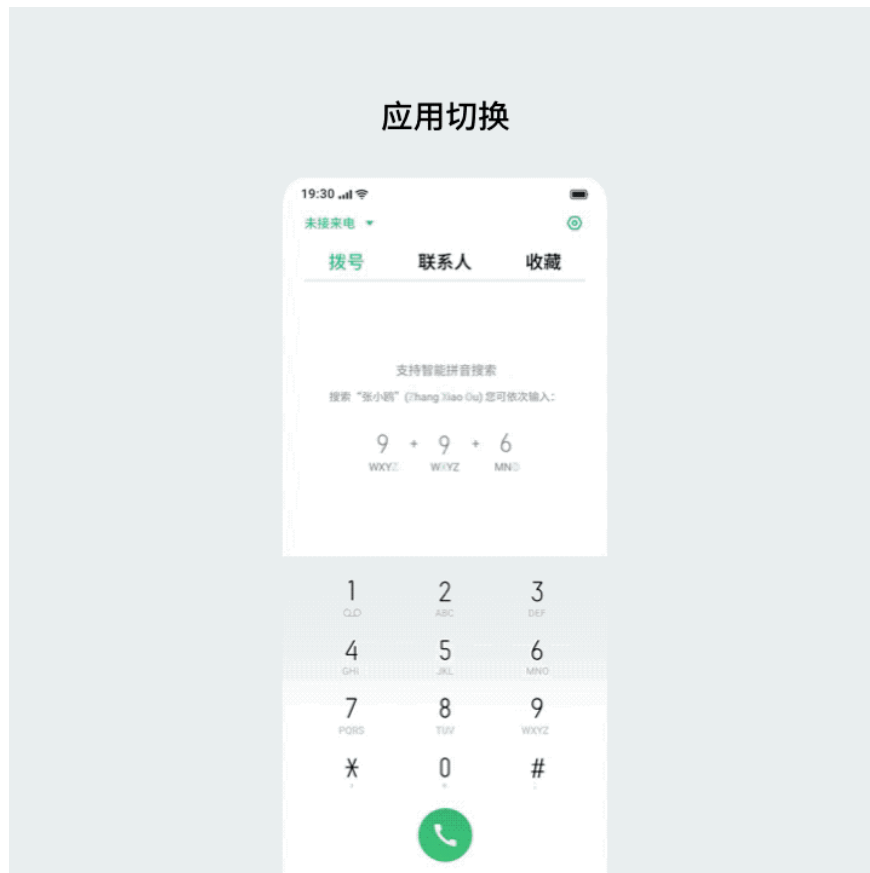 应用切换
19:30
未接来电
拨号 联系人 收藏
支持智能拼音搜索
搜索“张小鸥” (Zhang Xiao Ou) 您可依次输入：
9 + 9 + 6
WXYZ WXYZ MNO
1 2 3
ABC DEF
4 5 6
GHI JKL MNO
7 8 9
PQRS TUV WXYZ
* 0 #